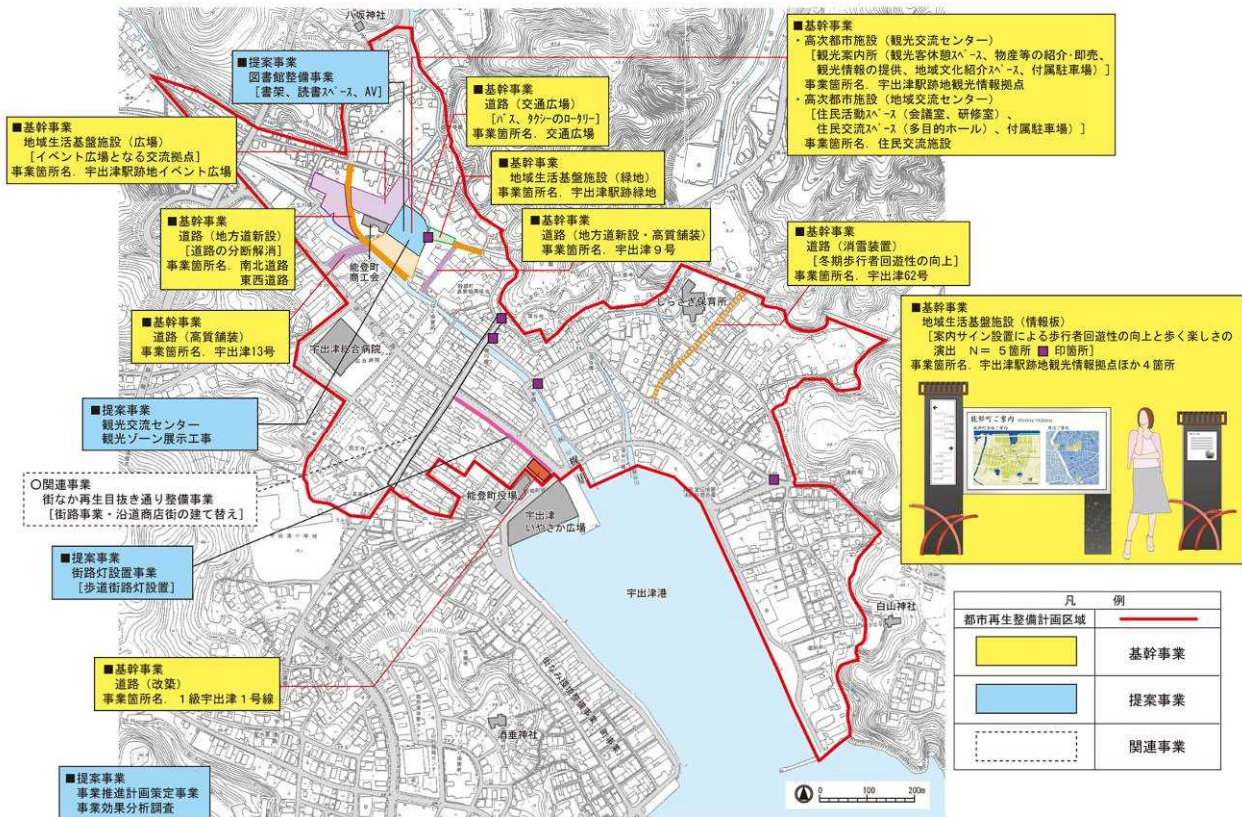 八坂神社
■提案事業
図書館整備事業
[書架、読書スペース、AV]
■基幹事業
道路（交通広場）
[バス、タクシーのロータリー]
事業箇所名．交通広場
■基幹事業
・高次都市施設（観光交流センター）
[観光案内所（観光客休憩スペース、物産等の紹介・即売、
観光情報の提供、地域文化紹介スペース、付属駐車場）]
事業箇所名．宇出津駅跡地観光情報拠点
・高次都市施設（地域交流センター）
[住民活動スペース（会議室、研修室）、
住民交流スペース（多目的ホール）、付属駐車場）]
事業箇所名．住民交流施設
■基幹事業
地域生活基盤施設（広場）
[イベント広場となる交流拠点]
事業箇所名．宇出津駅跡地イベント広場
■基幹事業
地域生活基盤施設（緑地）
事業箇所名．宇出津駅跡緑地
■基幹事業
道路（地方道新設）
[道路の分断解消]
事業箇所名．南北道路
東西道路
能登町
商工会
■基幹事業
道路（地方道新設・高質舗装）
事業箇所名．宇出津９号
■基幹事業
道路（消雪装置）
[冬期歩行者回遊性の向上]
事業箇所名．宇出津62号
しらさぎ保育所
■基幹事業
道路（高質舗装）
事業箇所名．宇出津13号
宇出津総合病院
■基幹事業
地域生活基盤施設（情報板）
[案内サイン設置による歩行者回遊性の向上と歩く楽しさの
演出 N＝ ５箇所 ■ 印箇所]
事業箇所名．宇出津駅跡地観光情報拠点ほか４箇所
能都町ご案内
■提案事業
観光交流センター
観光ゾーン展示工事
○関連事業
街なか再生目抜き通り整備事業
[街路事業・沿道商店街の建て替え]
能登町役場
宇出津
いやさか広場
■提案事業
街路灯設置事業
[歩道街路灯設置]
宇出津港
白山神社
■基幹事業
道路（改築）
事業箇所名．１級宇出津１号線
街なみ環境整備事業
酒垂神社
■提案事業
事業推進計画策定事業
事業効果分析調査
0 100 200m
凡 例
都市再生整備計画区域
基幹事業
提案事業
関連事業